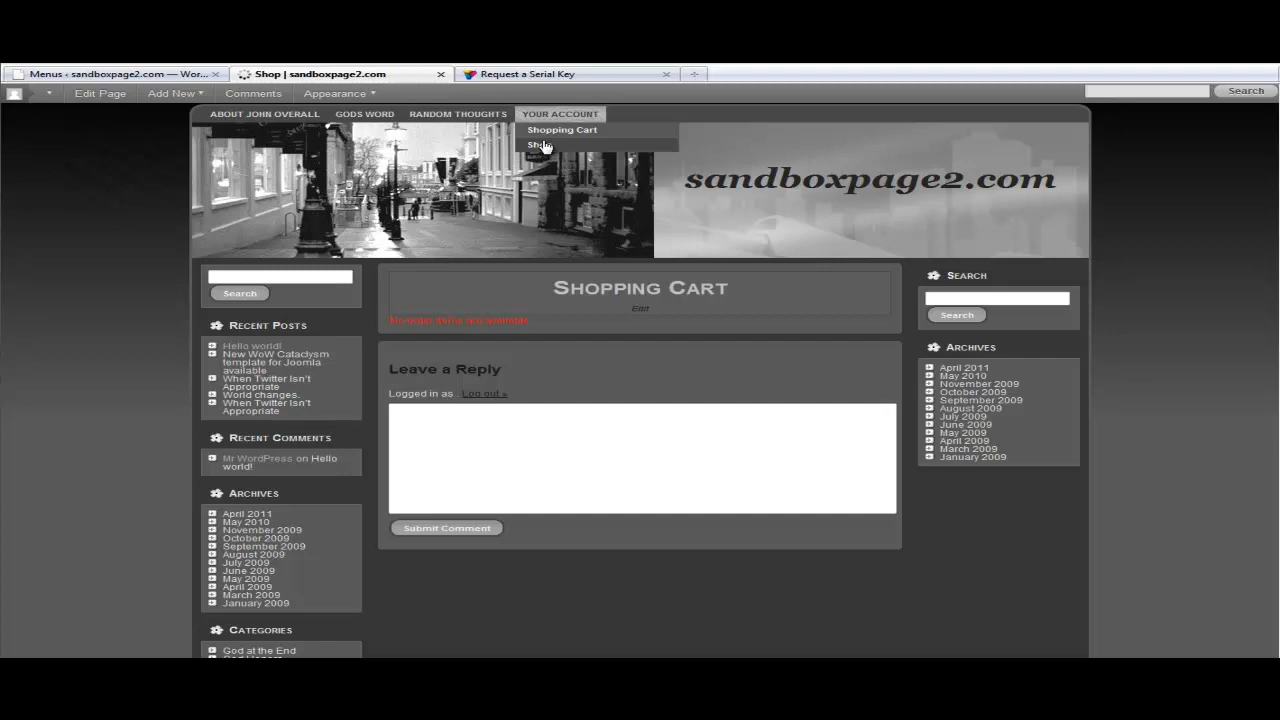 Menus ‹ sandboxpage2.com — Wor...
Shop | sandboxpage2.com
Request a Serial Key
Edit Page
Add New
Comments
Appearance
Search
ABOUT JOHN OVERALL
GODS WORD
RANDOM THOUGHTS
YOUR ACCOUNT
Shopping Cart
sandboxpage2.com
Search
RECENT POSTS
Hello world!
New WoW Cataclysm
template for Joomla
available
When Twitter Isn't
Appropriate
World changes.
When Twitter Isn't
Appropriate
RECENT COMMENTS
Mr WordPress on Hello
world!
ARCHIVES
April 2011
May 2010
November 2009
October 2009
September 2009
August 2009
July 2009
June 2009
May 2009
April 2009
March 2009
January 2009
CATEGORIES
God at the End
SHOPPING CART
Edit
Leave a Reply
Logged in as . Log out »
Submit Comment
SEARCH
Search
ARCHIVES
April 2011
May 2010
November 2009
October 2009
September 2009
August 2009
July 2009
June 2009
May 2009
April 2009
March 2009
January 2009